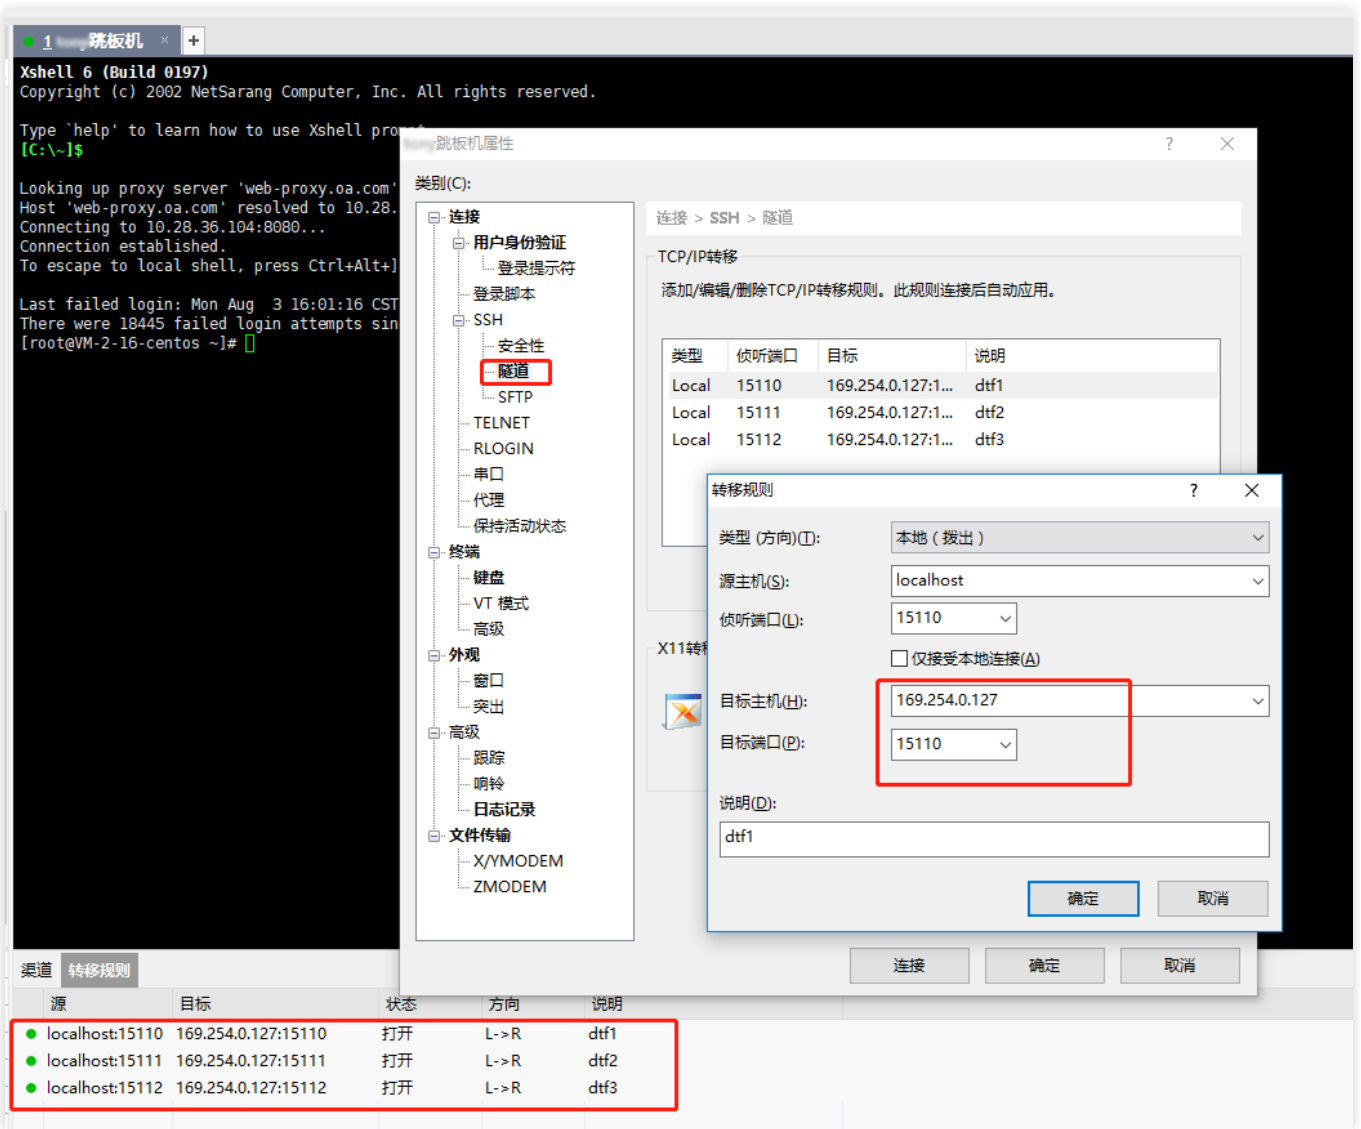 1 跳板机 × +
Xshell 6 (Build 0197)
Copyright (c) 2002 NetSarang Computer, Inc. All rights reserved.
Type `help' to learn how to use Xshell
[C:\~]$
Looking up proxy server 'web-proxy.oa.com'
Host 'web-proxy.oa.com' resolved to 10.28.
Connecting to 10.28.36.104:8080...
Connection established.
To escape to local shell, press Ctrl+Alt+]
Last failed login: Mon Aug  3 16:01:16 CST
There were 18445 failed login attempts sin
[root@VM-2-16-centos ~]#
跳板机属性 ? ×
类别(C):
连接
用户身份验证
登录提示符
登录脚本
SSH
安全性
隧道
SFTP
TELNET
RLOGIN
串口
代理
保持活动状态
终端
键盘
VT 模式
高级
外观
窗口
突出
高级
跟踪
响铃
日志记录
文件传输
X/YMODEM
ZMODEM
连接 > SSH > 隧道
TCP/IP转移
添加/编辑/删除TCP/IP转移规则。此规则连接后自动应用。
类型 侦听端口 目标 说明
Local 15110 169.254.0.127:1... dtf1
Local 15111 169.254.0.127:1... dtf2
Local 15112 169.254.0.127:1... dtf3
X11转
转移规则 ? ×
类型 (方向)(T): 本地 ( 拨出 )
源主机(S): localhost
侦听端口(L): 15110
仅接受本地连接(A)
目标主机(H): 169.254.0.127
目标端口(P): 15110
说明(D):
dtf1
确定 取消
连接 确定 取消
渠道 转移规则
源 目标 状态 方向 说明
localhost:15110 169.254.0.127:15110 打开 L->R dtf1
localhost:15111 169.254.0.127:15111 打开 L->R dtf2
localhost:15112 169.254.0.127:15112 打开 L->R dtf3